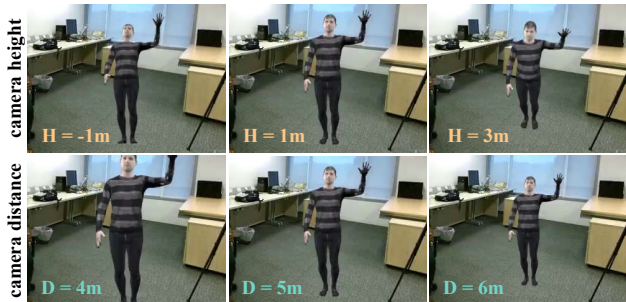 camera height
H = -1m
H = 1m
H = 3m
camera distance
D = 4m
D = 5m
D = 6m